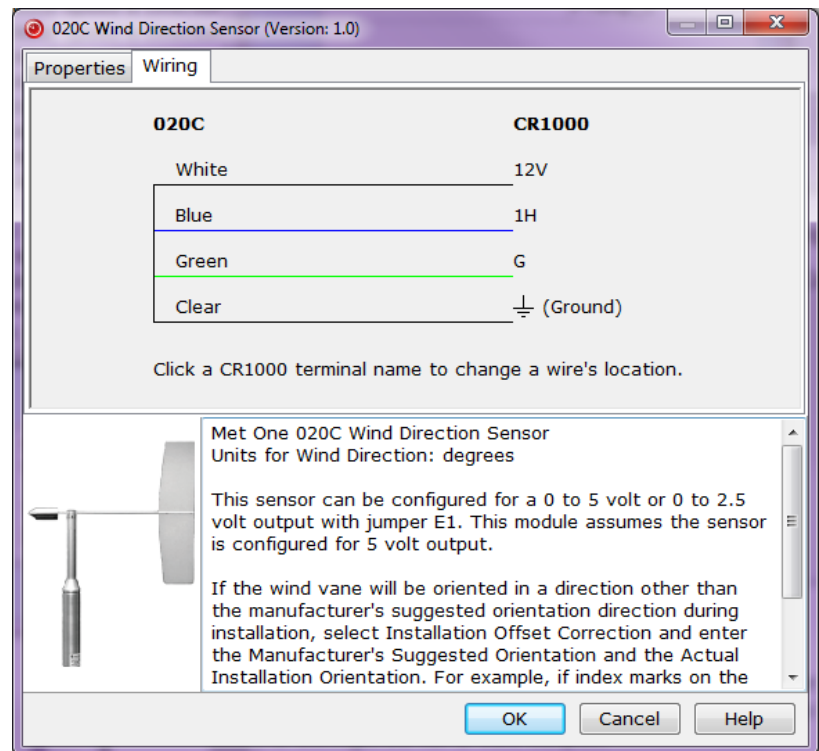 020C Wind Direction Sensor (Version: 1.0)
Properties Wiring
020C CR1000
White 12V
Blue 1H
Green G
Clear (Ground)
Click a CR1000 terminal name to change a wire's location.
Met One 020C Wind Direction Sensor
Units for Wind Direction: degrees
This sensor can be configured for a 0 to 5 volt or 0 to 2.5
volt output with jumper E1. This module assumes the sensor
is configured for 5 volt output.
If the wind vane will be oriented in a direction other than
the manufacturer's suggested orientation direction during
installation, select Installation Offset Correction and enter
the Manufacturer's Suggested Orientation and the Actual
Installation Orientation. For example, if index marks on the
OK Cancel Help